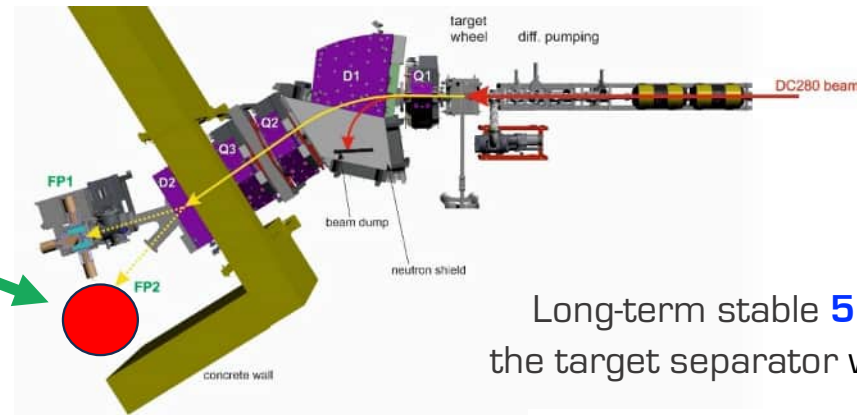 target
wheel
diff. pumping
D1
Q1
DC280 beam
Q2
Q3
FP1
D2
beam dump
FP2
neutron shield
concrete wall
Long-term stable 5
the target separator